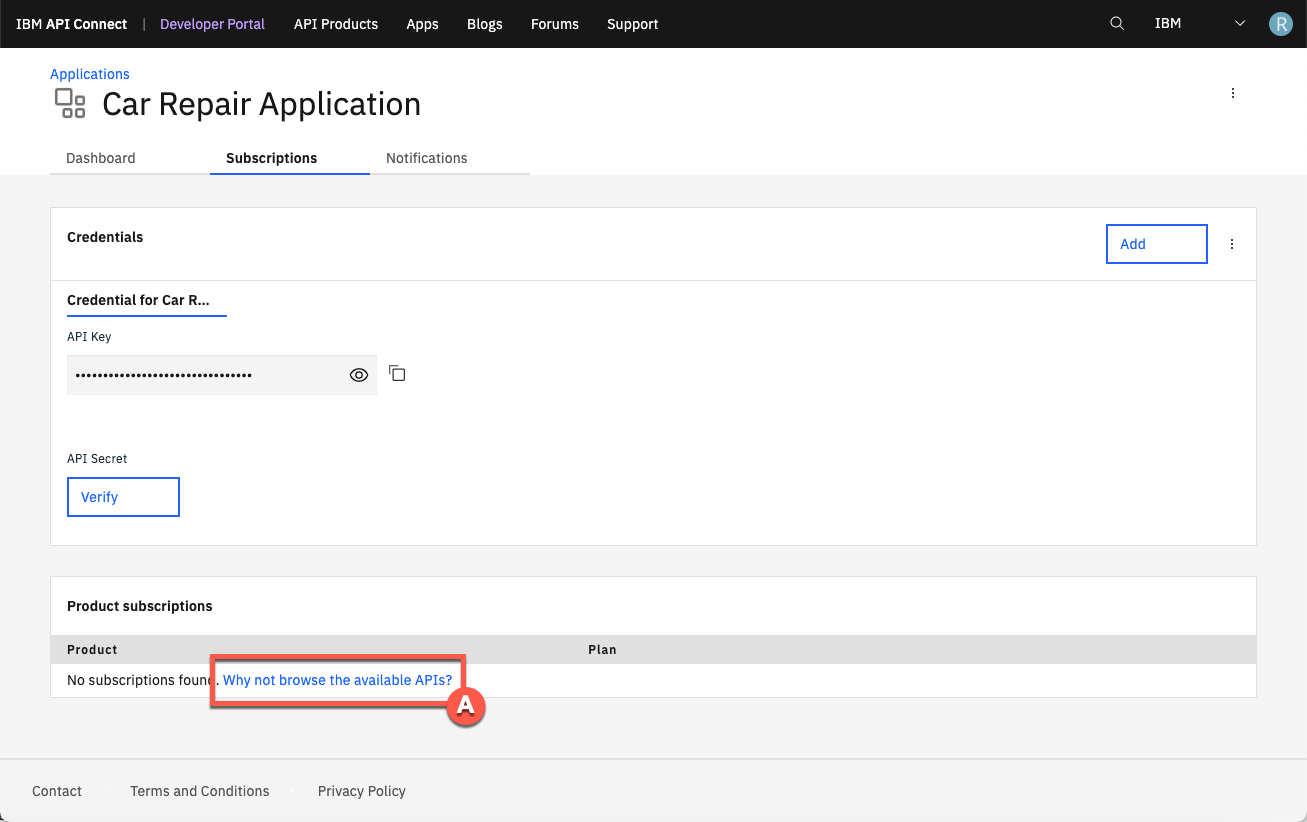 IBM API Connect | Developer Portal API Products Apps Blogs Forums Support IBM R
Applications
Car Repair Application
Dashboard Subscriptions Notifications
Credentials Add
Credential for Car R...
API Key
••••••••••••••••••••••••••••••••
API Secret
Verify
Product subscriptions
Product Plan
No subscriptions found. Why not browse the available APIs?
A
Contact Terms and Conditions Privacy Policy